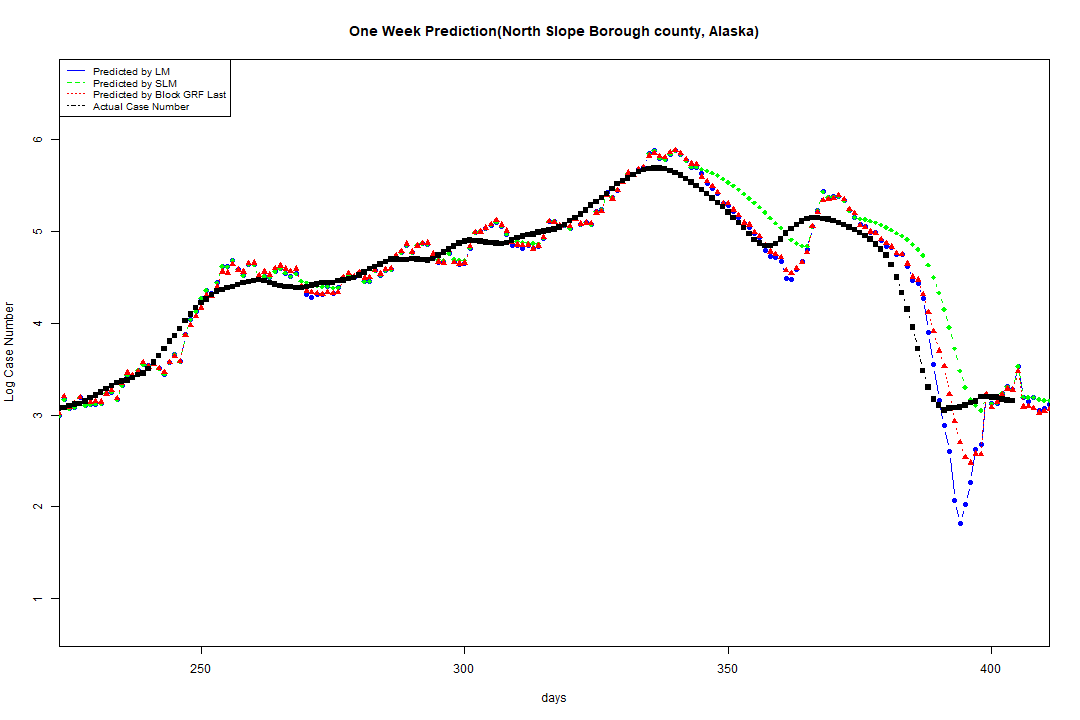 One Week Prediction(North Slope Borough county, Alaska)
Predicted by LM
Predicted by SLM
Predicted by Block GRF Last
Actual Case Number
6
5
4
3
2
1
Log Case Number
250 300 350 400
days